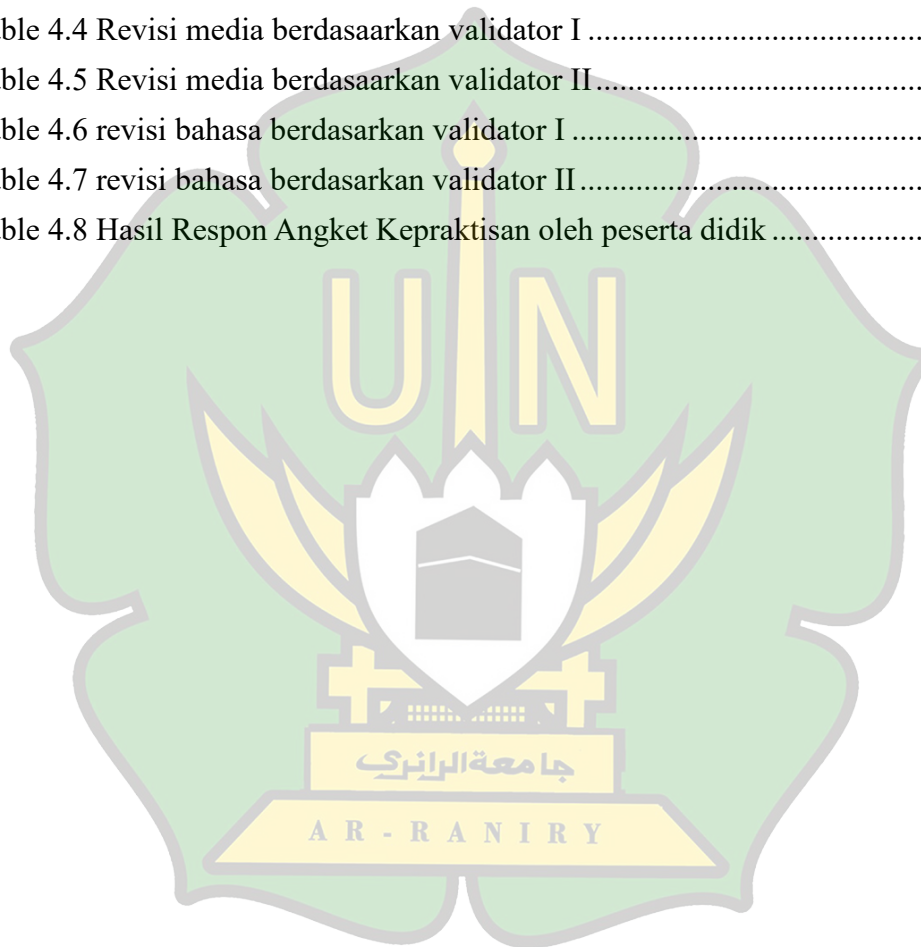 ble 4.4 Revisi media berdasaarkan validator I ..........................................
ble 4.5 Revisi media berdasaarkan validator II .........................................
ble 4.6 revisi bahasa berdasarkan validator I ............................................
ble 4.7 revisi bahasa berdasarkan validator II ...........................................
ble 4.8 Hasil Respon Angket Kepraktisan oleh peserta didik ...................
UIN
جامعةالرانري
AR-RANIRY